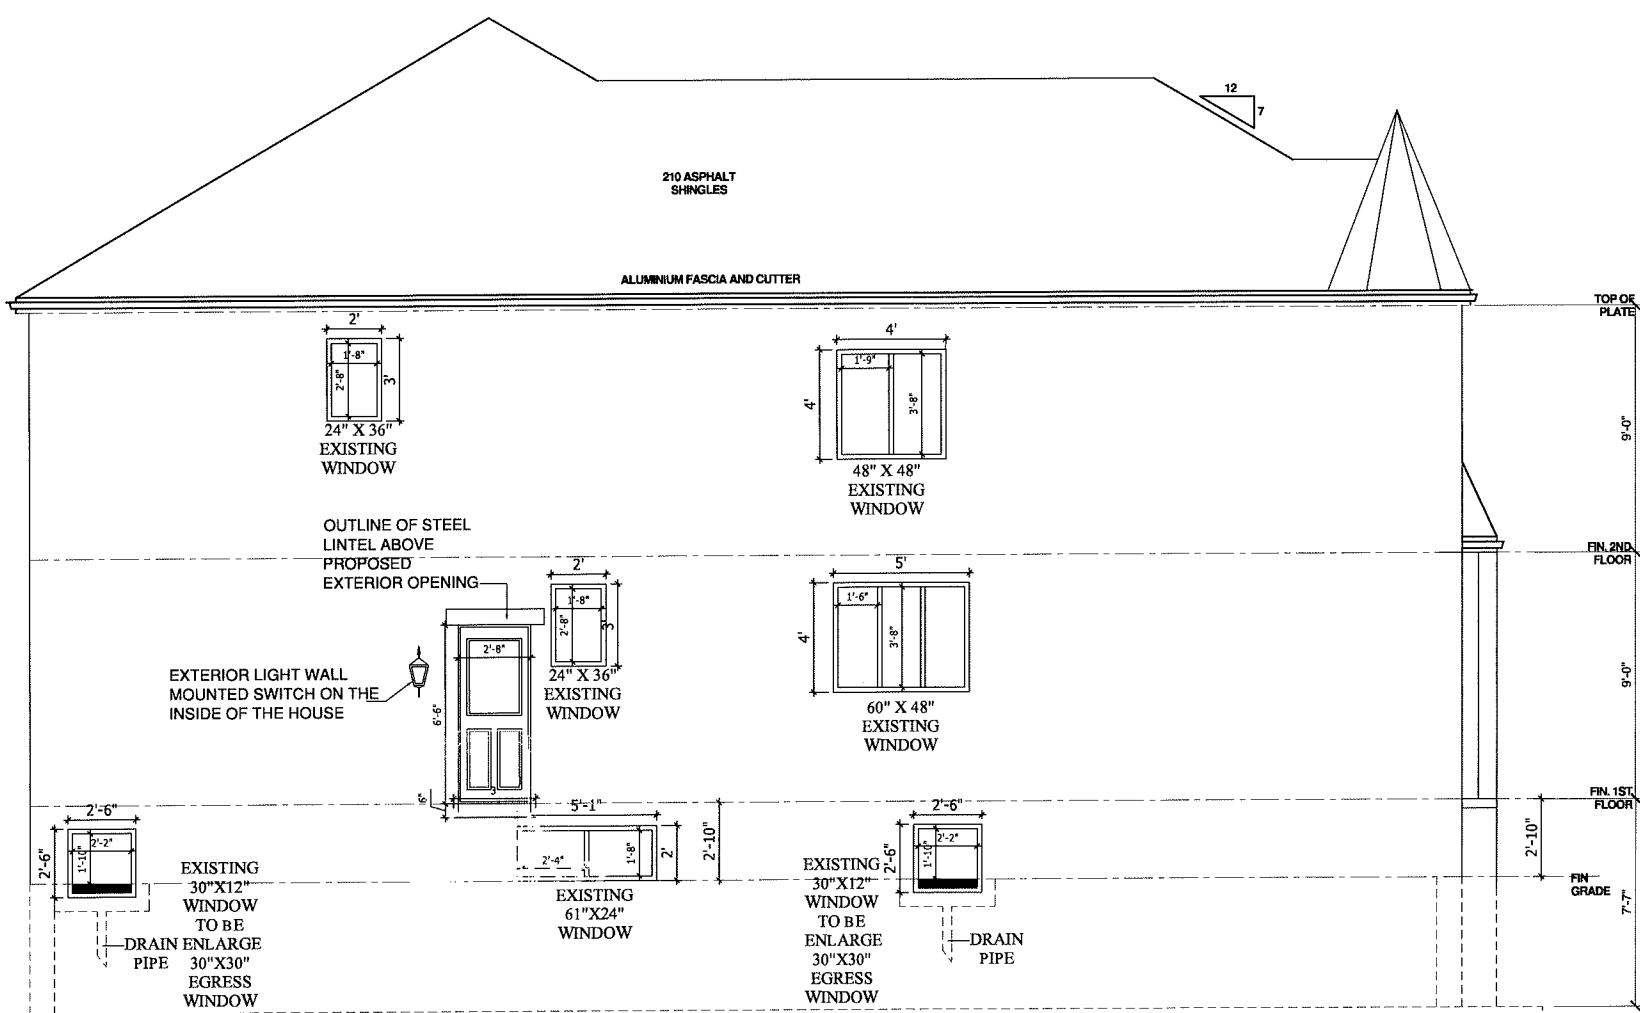 12
7
210 ASPHALT
SHINGLES
ALUMINIUM FASCIA AND CUTTER
TOP OF
PLATE
2'
1'-8"
2'-8"
3'
24" X 36"
EXISTING
WINDOW
4'
1'-9"
4'
3'-8"
48" X 48"
EXISTING
WINDOW
9'-0"
OUTLINE OF STEEL
LINTEL ABOVE
PROPOSED
EXTERIOR OPENING
FIN. 2ND
FLOOR
2'
1'-8"
2'-8"
3'
24" X 36"
EXISTING
WINDOW
5'
1'-6"
4'
3'-8"
60" X 48"
EXISTING
WINDOW
2'-8"
6'-6"
3'
6"
EXTERIOR LIGHT WALL
MOUNTED SWITCH ON THE
INSIDE OF THE HOUSE
9'-0"
FIN. 1ST
FLOOR
2'-6"
2'-2"
2'-6"
1'-10"
EXISTING
30"X12"
WINDOW
TO BE
ENLARGE
30"X30"
EGRESS
WINDOW
DRAIN
PIPE
5'-1"
2'-4"
1'-8"
2'
2'-10"
EXISTING
61"X24"
WINDOW
2'-6"
2'-2"
2'-6"
1'-10"
EXISTING
30"X12"
WINDOW
TO BE
ENLARGE
30"X30"
EGRESS
WINDOW
DRAIN
PIPE
2'-10"
FIN
GRADE
7'-7"